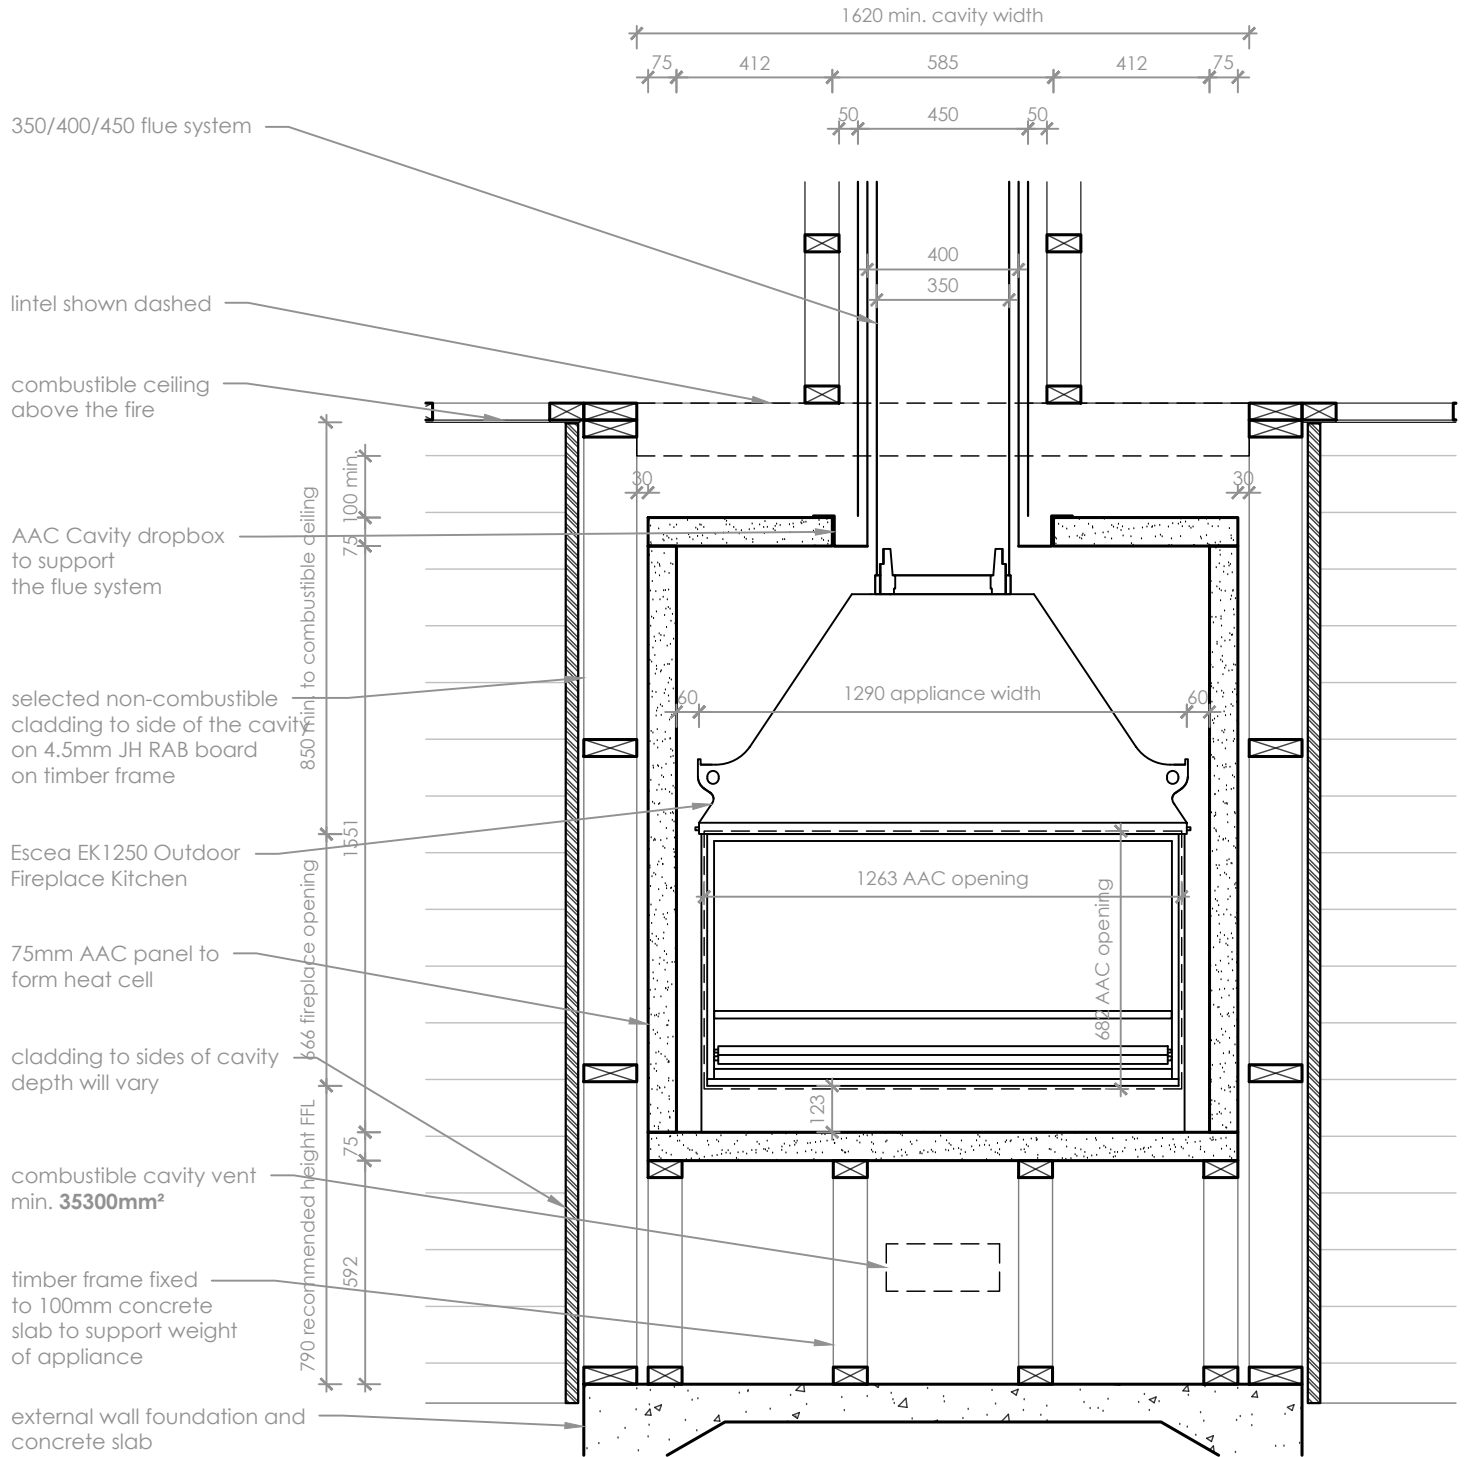 1620 min. cavity width
75
412
585
412
75
50
450
50
350/400/450 flue system
400
350
lintel shown dashed
combustible ceiling
above the fire
100 min.
30
30
AAC Cavity dropbox
to support
the flue system
75
850 min. to combustible ceiling
selected non-combustible
cladding to side of the cavity
on 4.5mm JH RAB board
on timber frame
60
1290 appliance width
60
1551
Escea EK1250 Outdoor
Fireplace Kitchen
1263 AAC opening
666 fireplace opening
682 AAC opening
75mm AAC panel to
form heat cell
cladding to sides of cavity
depth will vary
123
75
790 recommended height FFL
combustible cavity vent
min. 35300mm²
592
timber frame fixed
to 100mm concrete
slab to support weight
of appliance
external wall foundation and
concrete slab